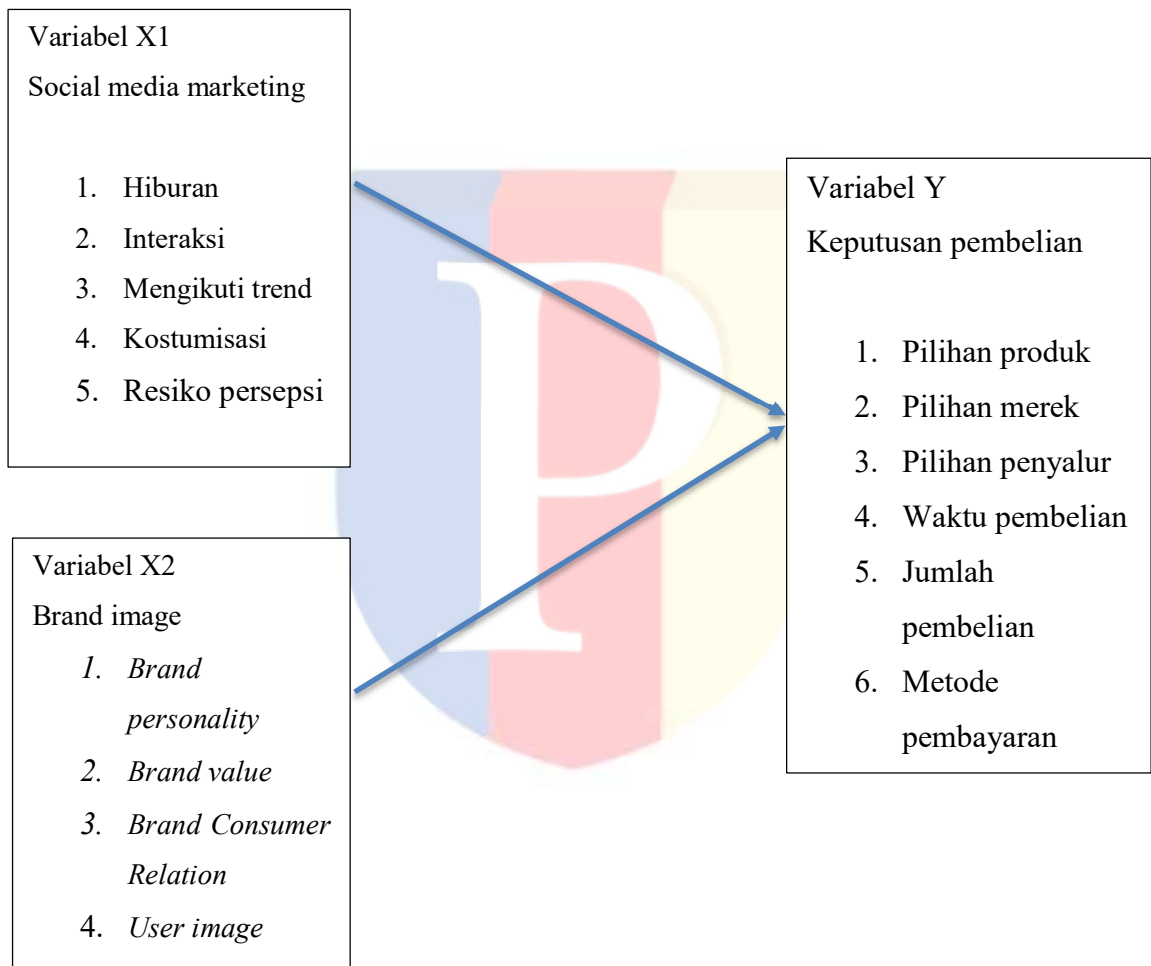 Variabel X1
Social media marketing
1. Hiburan
2. Interaksi
3. Mengikuti trend
4. Kostumisasi
5. Resiko persepsi
Variabel X2
Brand image
1. Brand
personality
2. Brand value
3. Brand Consumer
Relation
4. User image
Variabel Y
Keputusan pembelian
1. Pilihan produk
2. Pilihan merek
3. Pilihan penyalur
4. Waktu pembelian
5. Jumlah
pembelian
6. Metode
pembayaran
P